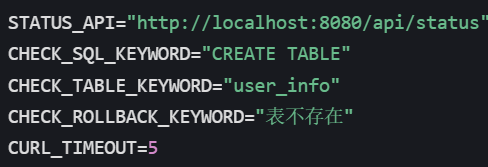 STATUS_API="http://localhost:8080/api/status"
CHECK_SQL_KEYWORD="CREATE TABLE"
CHECK_TABLE_KEYWORD="user_info"
CHECK_ROLLBACK_KEYWORD="表不存在"
CURL_TIMEOUT=5